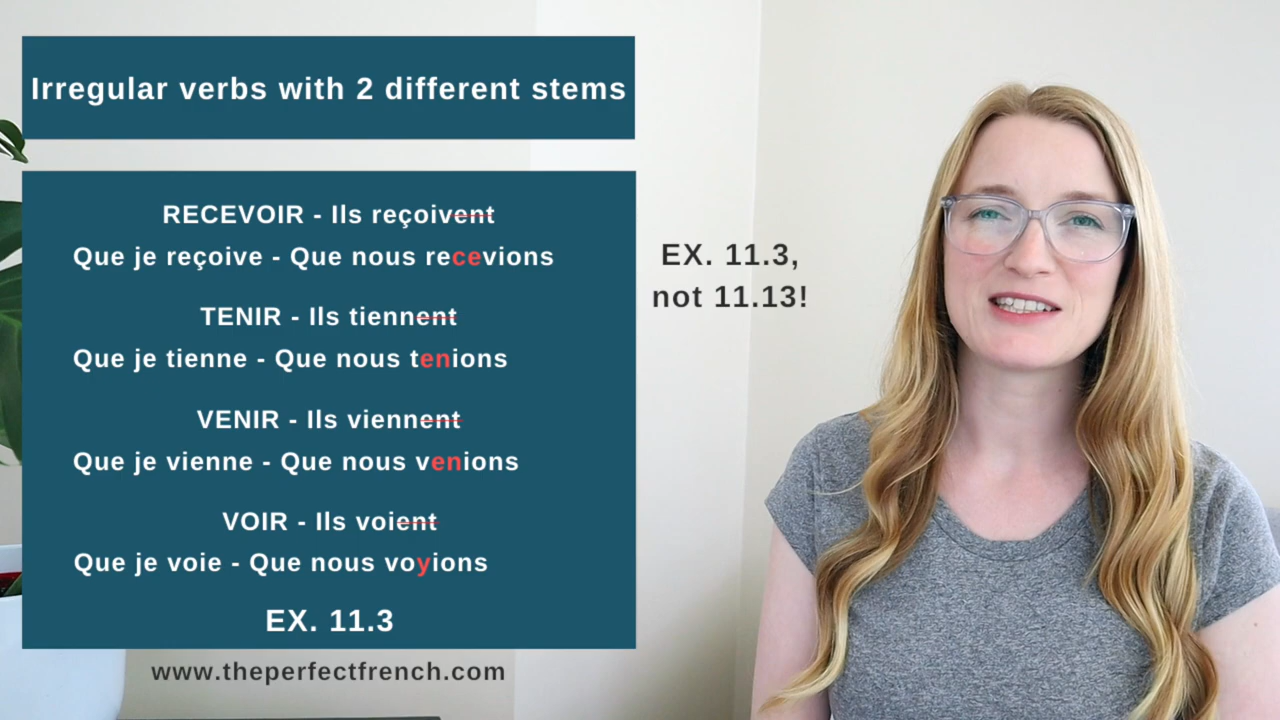 Irregular verbs with 2 different stems
RECEVOIR - Ils reçoivent
Que je reçoive - Que nous recevions
TENIR - Ils tiennent
Que je tienne - Que nous tenions
VENIR - Ils viennent
Que je vienne - Que nous venions
VOIR - Ils voient
Que je voie - Que nous voyions
EX. 11.3
www.theperfectfrench.com
EX. 11.3,
not 11.13!